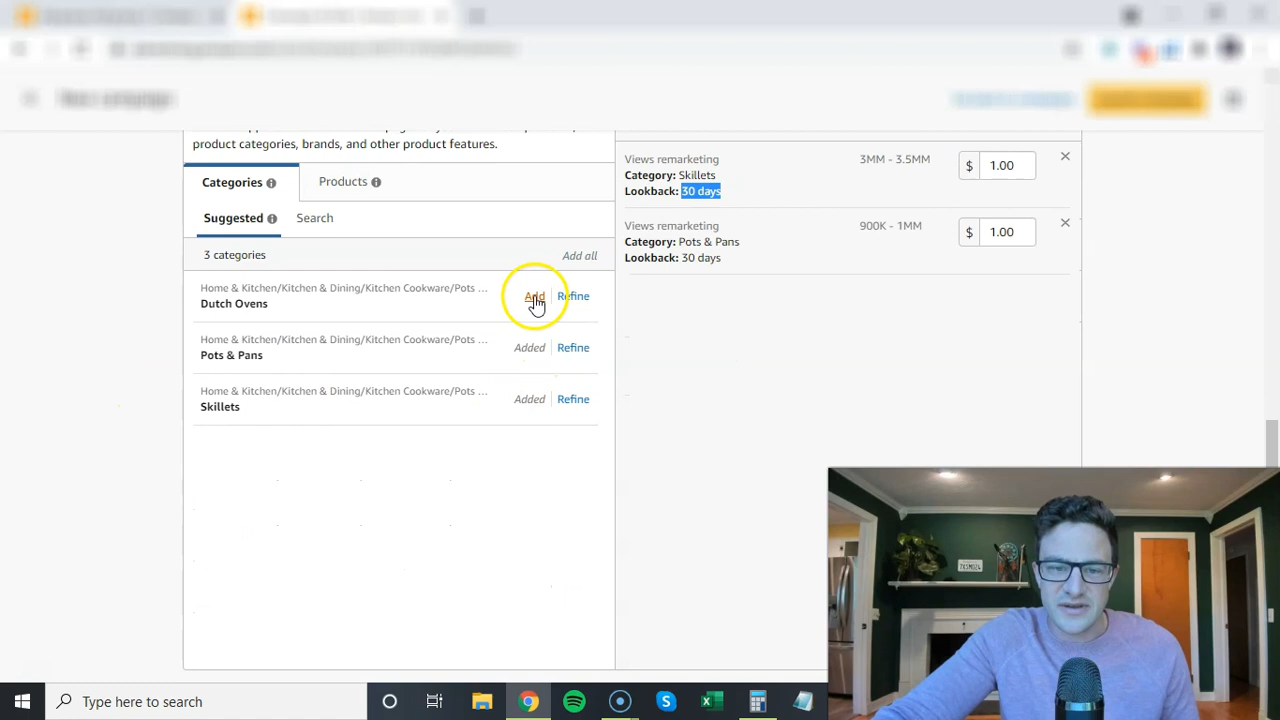 product categories, brands, and other product features.
Categories
Products
Suggested
Search
3 categories
Add all
Home & Kitchen/Kitchen & Dining/Kitchen Cookware/Pots ...
Dutch Ovens
Add
Refine
Home & Kitchen/Kitchen & Dining/Kitchen Cookware/Pots ...
Pots & Pans
Added
Refine
Home & Kitchen/Kitchen & Dining/Kitchen Cookware/Pots ...
Skillets
Added
Refine
Views remarketing
3MM - 3.5MM
$ 1.00
Category: Skillets
Lookback: 30 days
Views remarketing
900K - 1MM
$ 1.00
Category: Pots & Pans
Lookback: 30 days
Type here to search